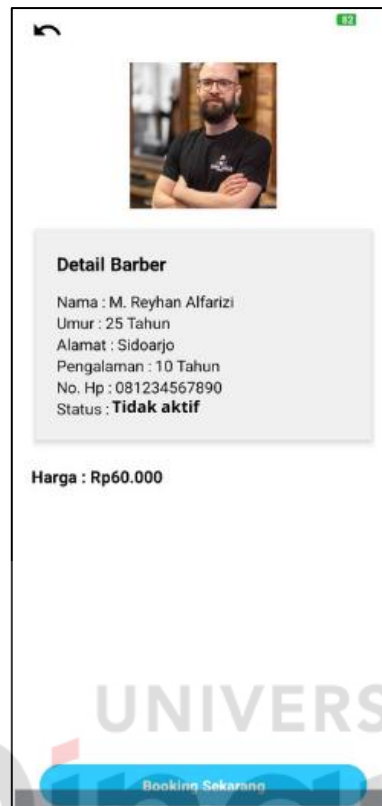 82
Detail Barber
Nama : M. Reyhan Alfarizi
Umur : 25 Tahun
Alamat : Sidoarjo
Pengalaman : 10 Tahun
No. Hp : 081234567890
Status : Tidak aktif
Harga : Rp60.000
UNIVERS
Booking Sekarang